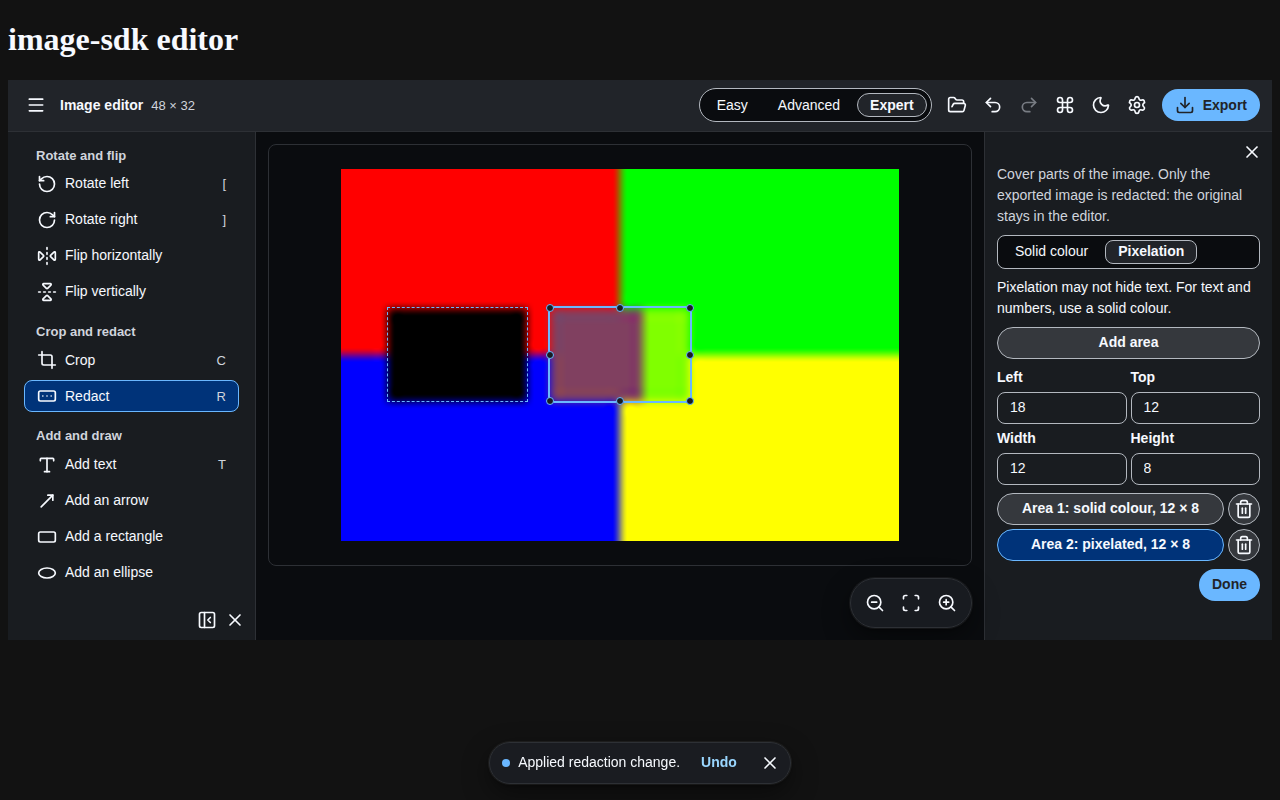 image-sdk editor
Image editor 48 × 32
Easy Advanced Expert
Export
Rotate and flip
Rotate left [
Rotate right ]
Flip horizontally
Flip vertically
Crop and redact
Crop C
Redact R
Add and draw
Add text T
Add an arrow
Add a rectangle
Add an ellipse
Cover parts of the image. Only the
exported image is redacted: the original
stays in the editor.
Solid colour Pixelation
Pixelation may not hide text. For text and
numbers, use a solid colour.
Add area
Left Top
18 12
Width Height
12 8
Area 1: solid colour, 12 × 8
Area 2: pixelated, 12 × 8
Done
Applied redaction change. Undo